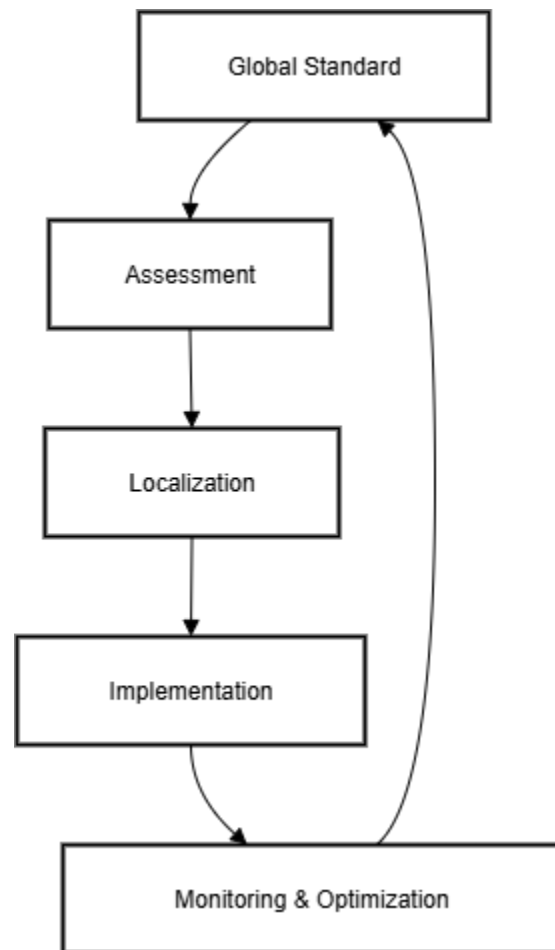 Global Standard
Assessment
Localization
Implementation
Monitoring & Optimization